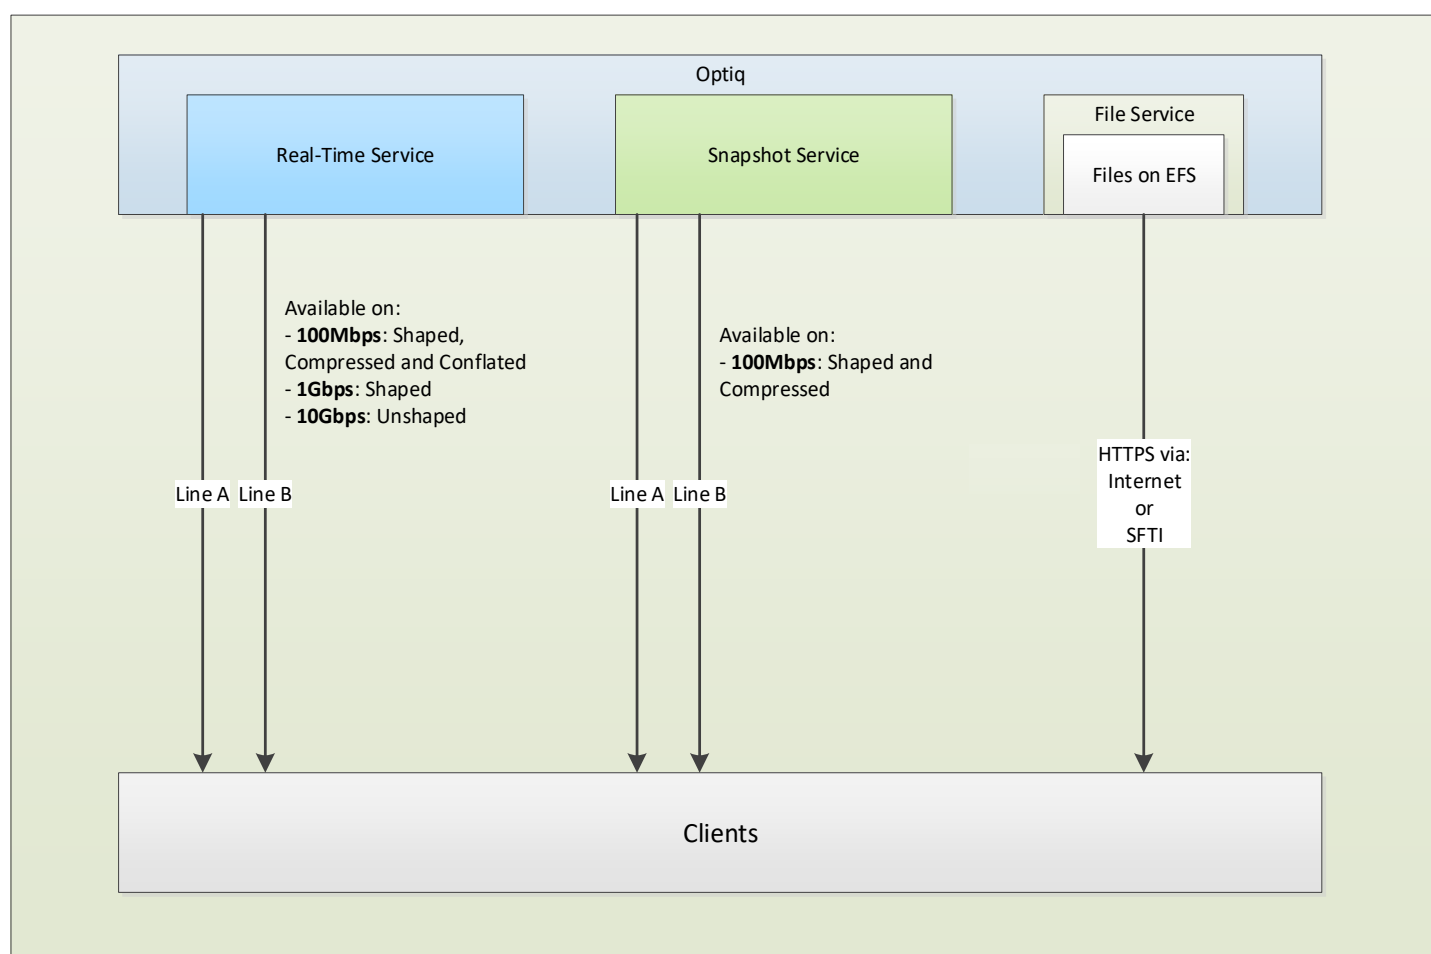 Optiq
Real-Time Service
Snapshot Service
File Service
Files on EFS
Available on:
- 100Mbps: Shaped,
Compressed and Conflated
- 1Gbps: Shaped
- 10Gbps: Unshaped
Available on:
- 100Mbps: Shaped and
Compressed
Line A
Line B
Line A
Line B
HTTPS via:
Internet
or
SFTI
Clients